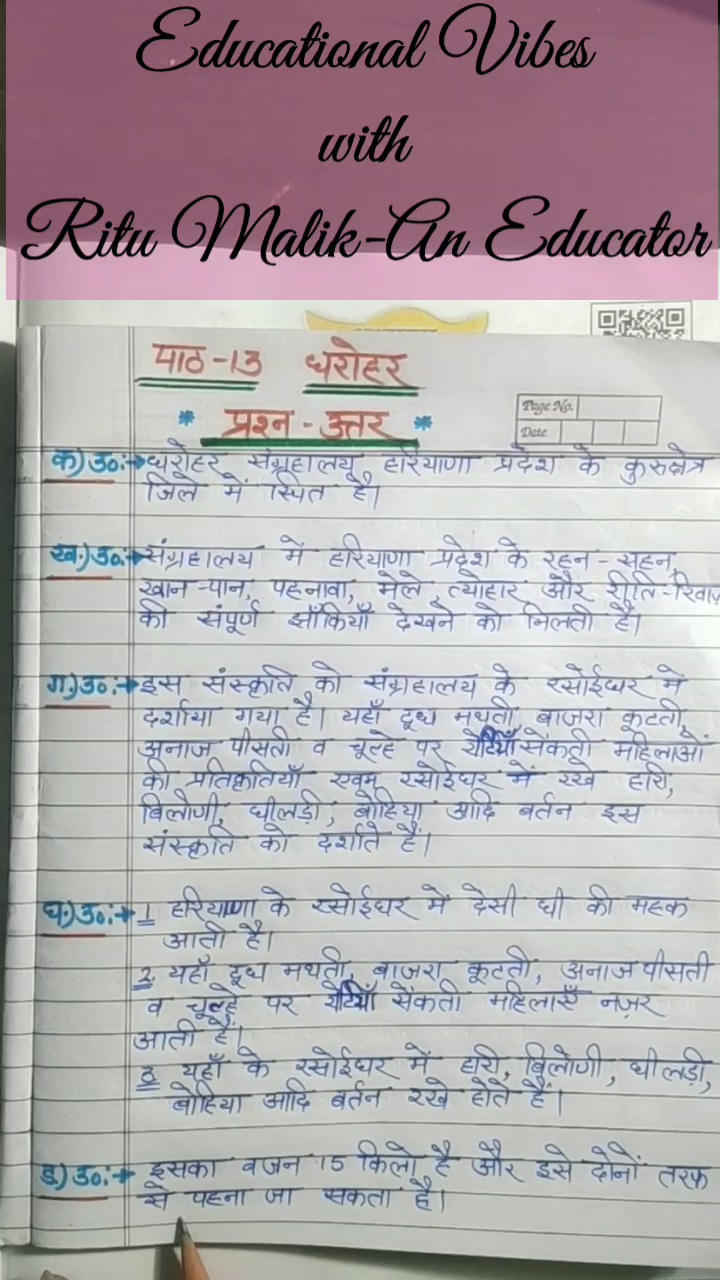 Educational Vibes
with
Ritu Malik-An Educator
पाठ-13 धरोहर
* प्रश्न-उत्तर *
Page No.
Date
क) उ०:→ धरोहर संग्रहालय हरियाणा प्रदेश के कुरुक्षेत्र
जिले में स्थित है।
ख.) उ०:→ संग्रहालय में हरियाणा प्रदेश के रहन-सहन,
खान-पान, पहनावा, मेले, त्योहार और रीति-रिवाज
की संपूर्ण झाँकियाँ देखने को मिलती हैं।
ग.) उ०:→ इस संस्कृति को संग्रहालय के रसोईघर में
दर्शाया गया है। यहाँ दूध मथती, बाजरा कूटती,
अनाज पीसती व चूल्हे पर रोटियाँ सेंकती महिलाओं
की प्रतिकृतियाँ एवम् रसोईघर में रखे हारी,
बिलोणी, घीलड़ी, बोहिया आदि बर्तन इस
संस्कृति को दर्शाते हैं।
घ.) उ०:→ 1 हरियाणा के रसोईघर में देसी घी की महक
आती है।
2. यहाँ दूध मथती, बाजरा कूटती, अनाज पीसती
व चूल्हे पर रोटियाँ सेंकती महिलाएँ नज़र
आती हैं।
3 यहाँ के रसोईघर में हारी, बिलोणी, घीलड़ी,
बोहिया आदि बर्तन रखे होते हैं।
ङ) उ०:→ इसका वजन 15 किलो है और इसे दोनों तरफ
से पहना जा सकता है।